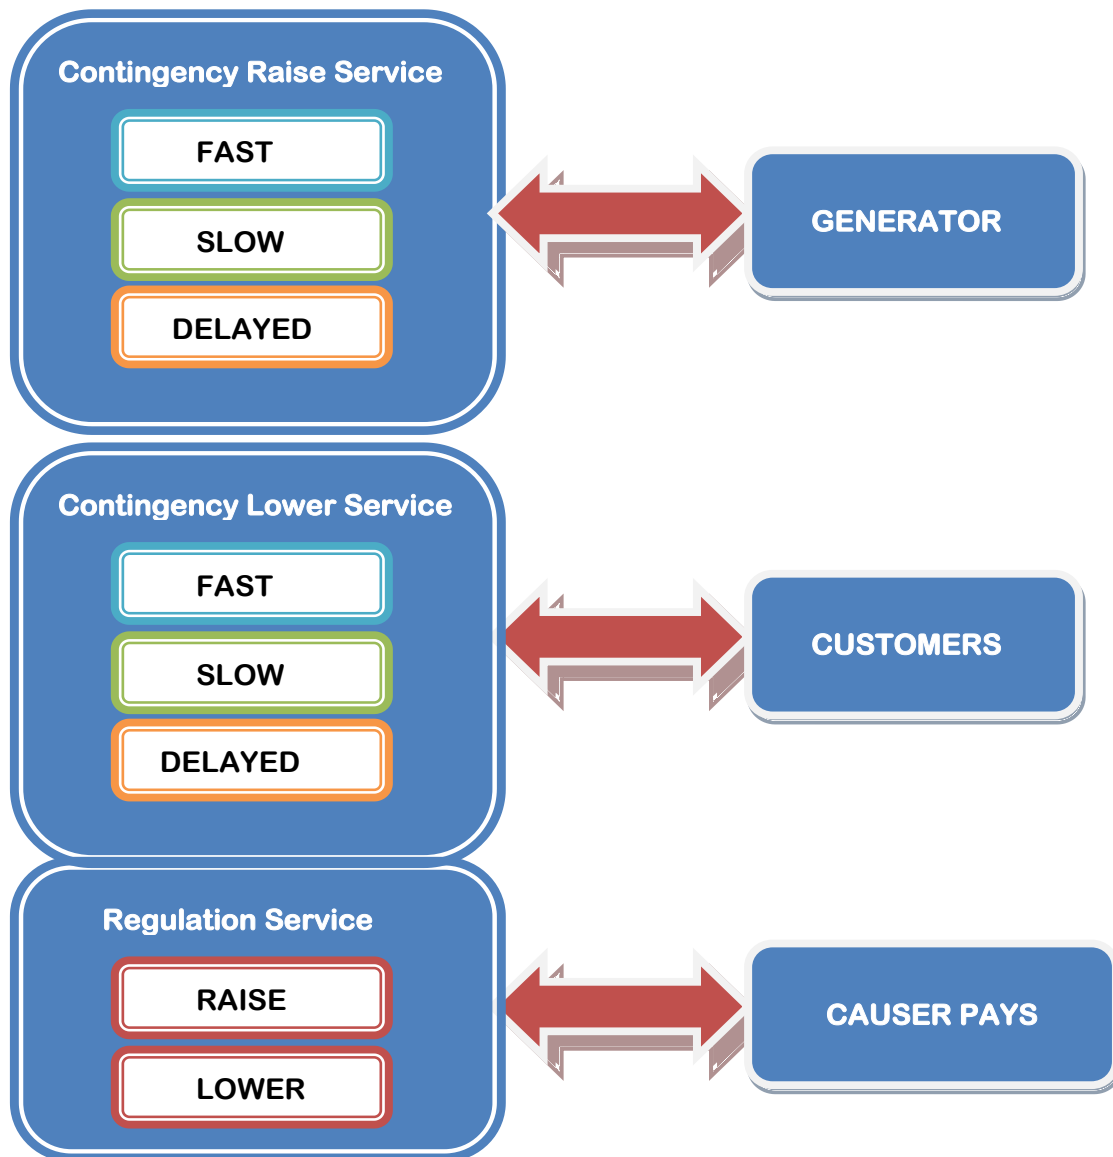 Contingency Raise Service
FAST
SLOW
DELAYED
GENERATOR
Contingency Lower Service
FAST
SLOW
DELAYED
CUSTOMERS
Regulation Service
RAISE
LOWER
CAUSER PAYS